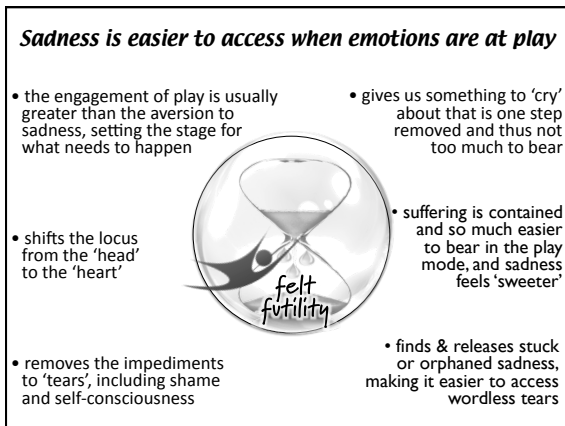 Sadness is easier to access when emotions are at play
• the engagement of play is usually
greater than the aversion to
sadness, setting the stage for
what needs to happen
• shifts the locus
from the ‘head’
to the ‘heart’
• removes the impediments
to ‘tears’, including shame
and self-consciousness
• gives us something to ‘cry’
about that is one step
removed and thus not
too much to bear
• suffering is contained
and so much easier
to bear in the play
mode, and sadness
feels ‘sweeter’
• finds & releases stuck
or orphaned sadness,
making it easier to access
wordless tears
felt
futility